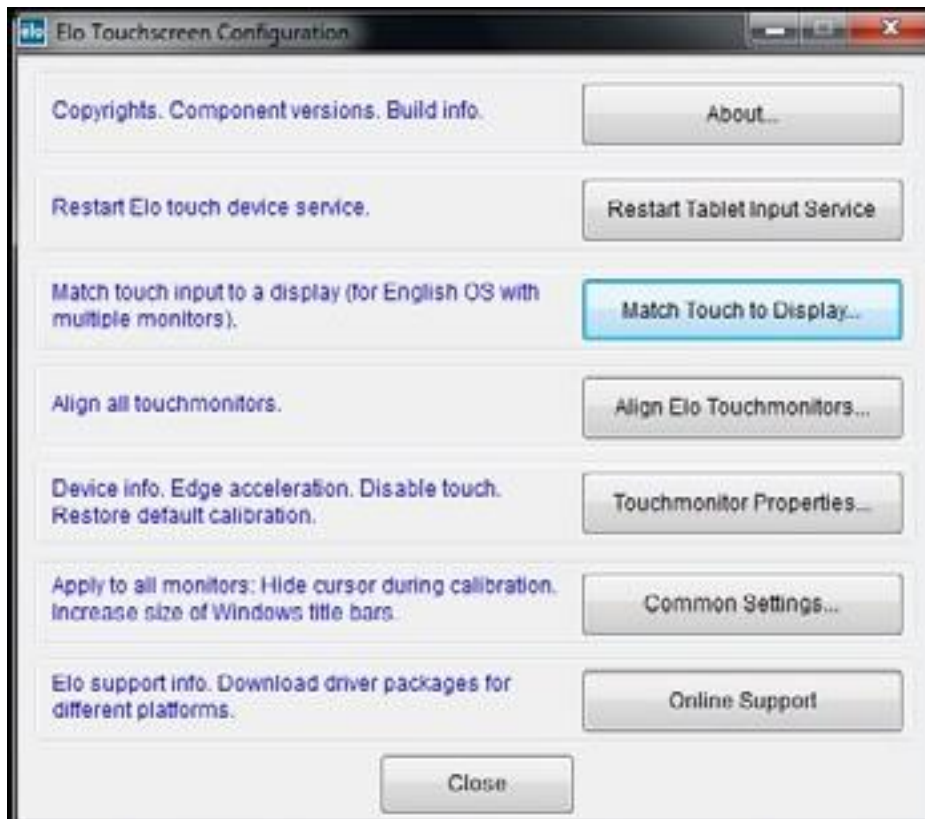 elo Elo Touchscreen Configuration
Copyrights. Component versions. Build info.
About...
Restart Elo touch device service.
Restart Tablet Input Service
Match touch input to a display (for English OS with
multiple monitors).
Match Touch to Display...
Align all touchmonitors.
Align Elo Touchmonitors...
Device info. Edge acceleration. Disable touch.
Restore default calibration.
Touchmonitor Properties...
Apply to all monitors: Hide cursor during calibration.
Increase size of Windows title bars.
Common Settings...
Elo support info. Download driver packages for
different platforms.
Online Support
Close